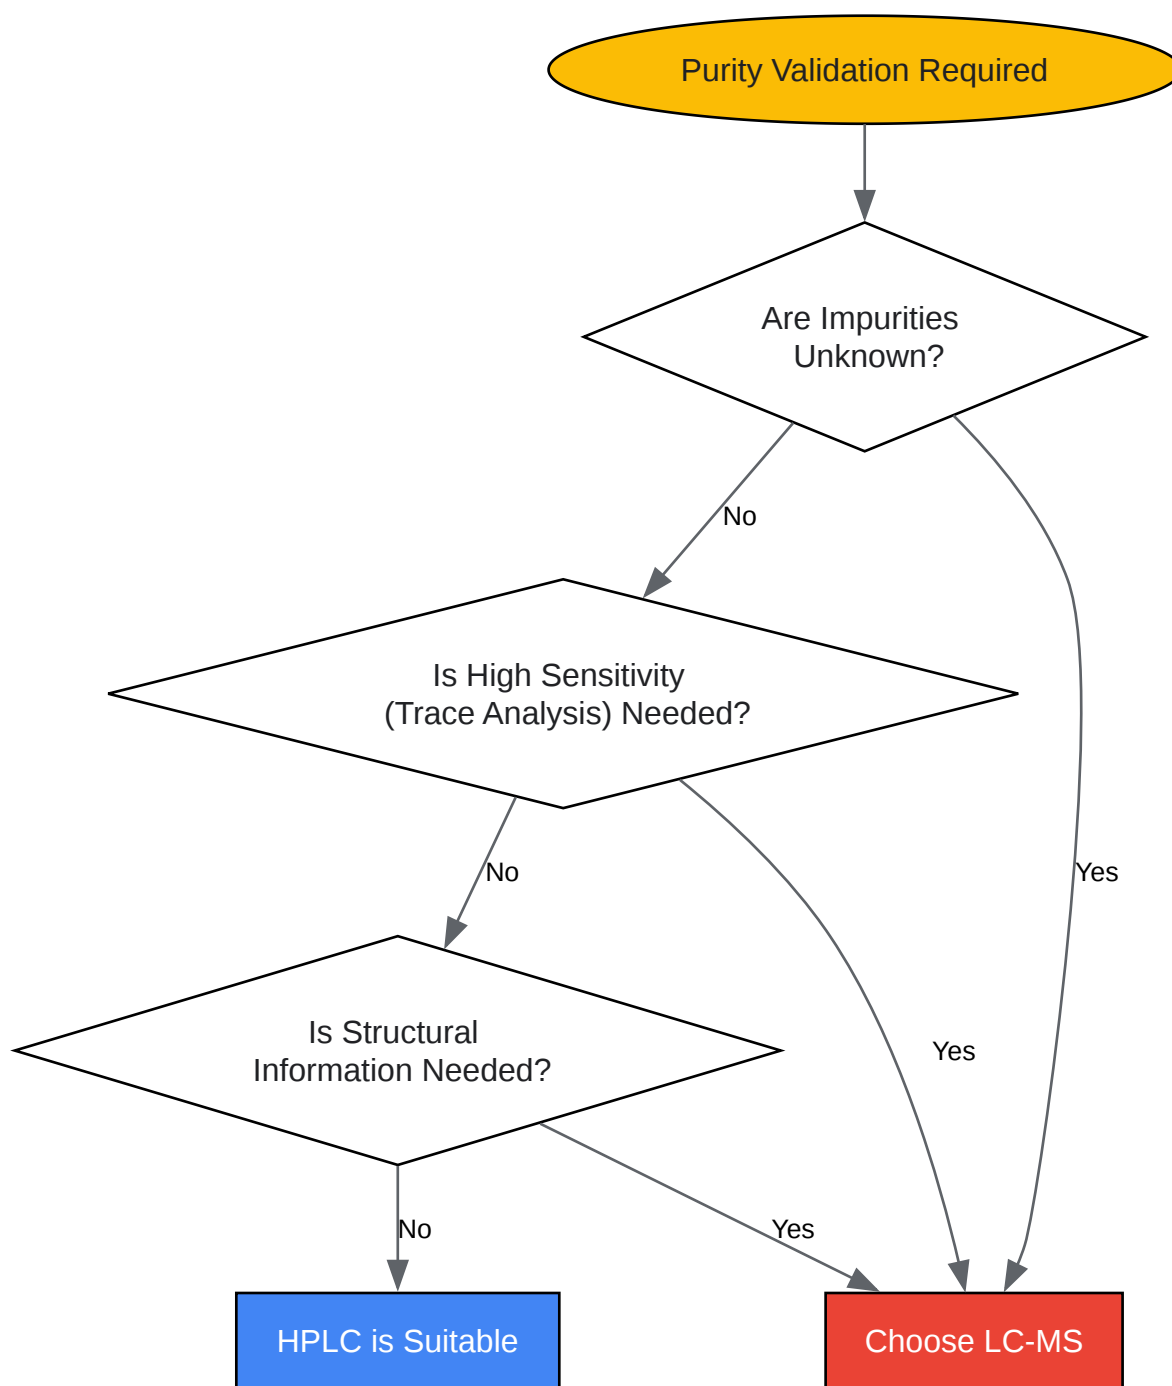 Purity Validation Required
Are Impurities
Unknown?
No
Is High Sensitivity
(Trace Analysis) Needed?
No
Yes
Is Structural
Information Needed?
Yes
No
Yes
HPLC is Suitable
Choose LC-MS